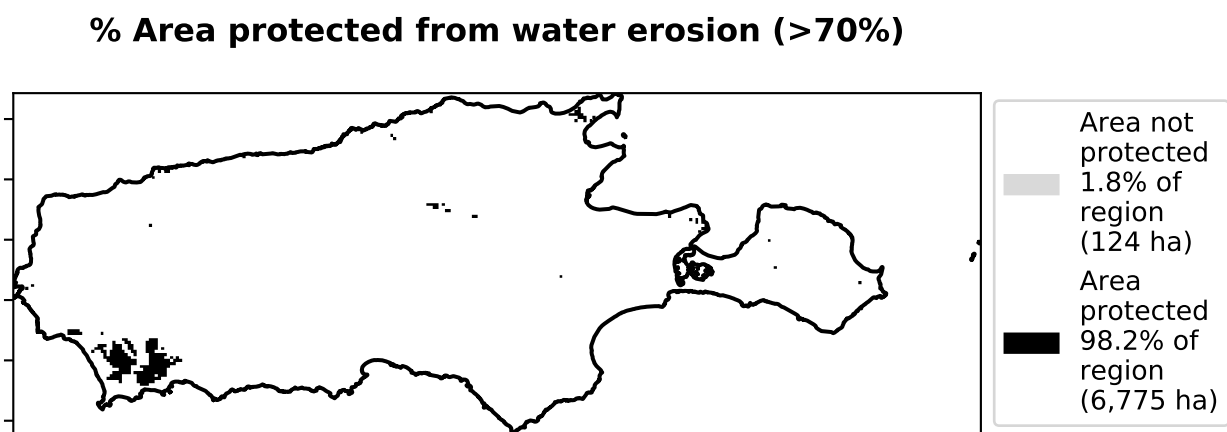 % Area protected from water erosion (>70%)
Area not
protected
1.8% of
region
(124 ha)
Area
protected
98.2% of
region
(6,775 ha)